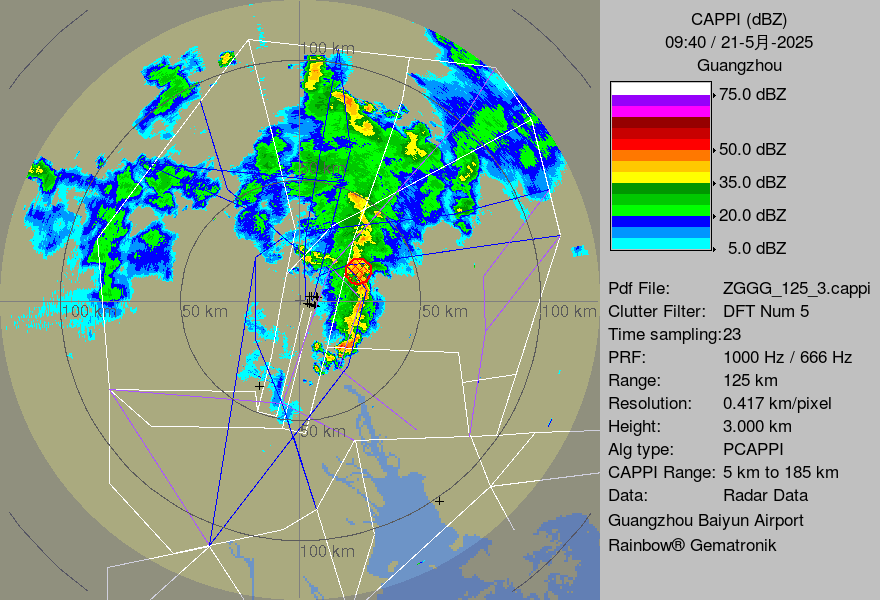 CAPPI (dBZ)
09:40 / 21-5月-2025
Guangzhou
75.0 dBZ
50.0 dBZ
35.0 dBZ
20.0 dBZ
5.0 dBZ
Pdf File: ZGGG_125_3.cappi
Clutter Filter: DFT Num 5
Time sampling:23
PRF: 1000 Hz / 666 Hz
Range: 125 km
Resolution: 0.417 km/pixel
Height: 3.000 km
Alg type: PCAPPI
CAPPI Range: 5 km to 185 km
Data: Radar Data
Guangzhou Baiyun Airport
Rainbow® Gematronik
100 km
100 km
50 km
50 km
100 km
50 km
100 km